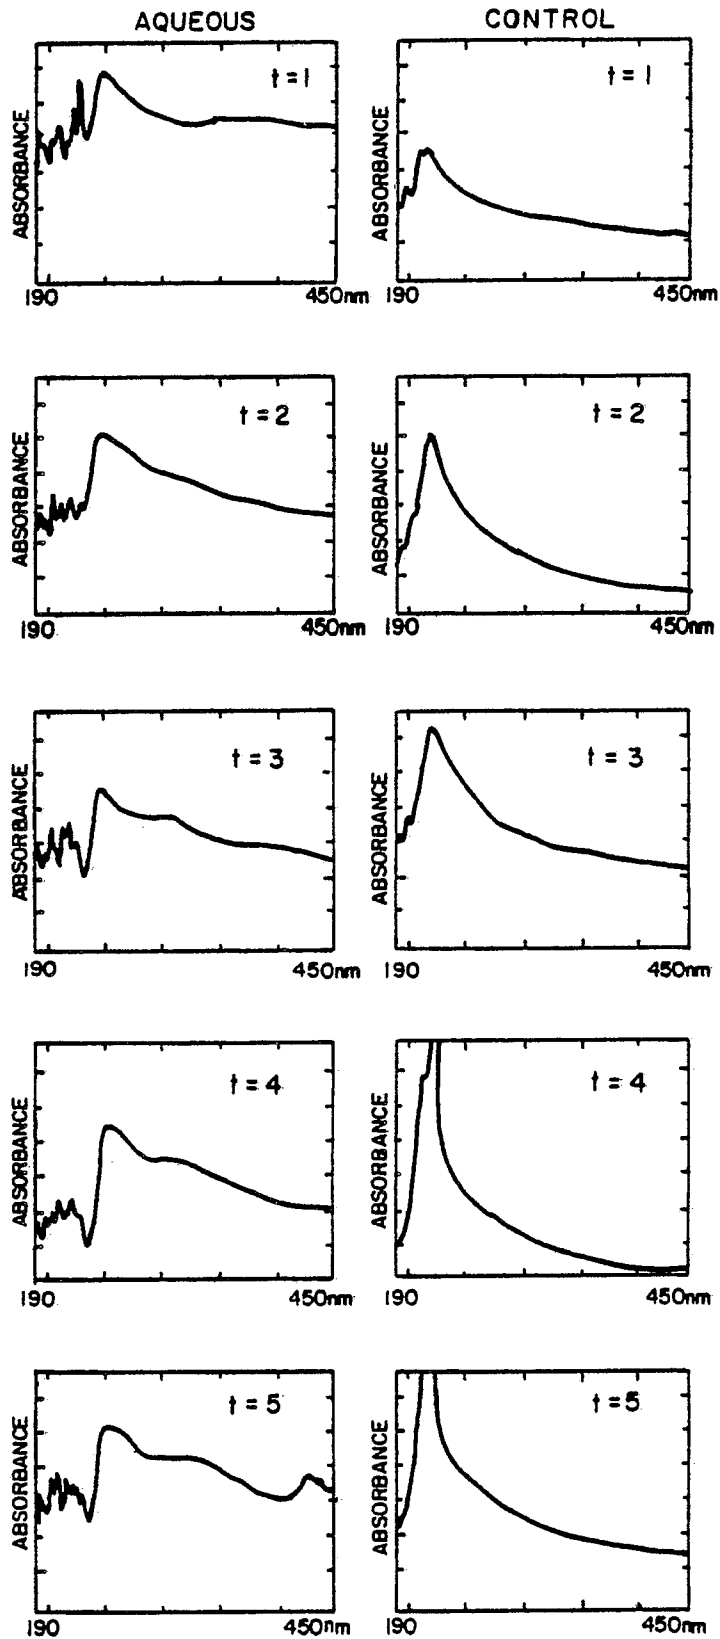 AQUEOUS CONTROL
t=1 t=1
ABSORBANCE ABSORBANCE
190 450nm 190 450nm
t=2 t=2
ABSORBANCE ABSORBANCE
190 450nm 190 450nm
t=3 t=3
ABSORBANCE ABSORBANCE
190 450nm 190 450nm
t=4 t=4
ABSORBANCE ABSORBANCE
190 450nm 190 450nm
t=5 t=5
ABSORBANCE ABSORBANCE
190 450nm 190 450nm